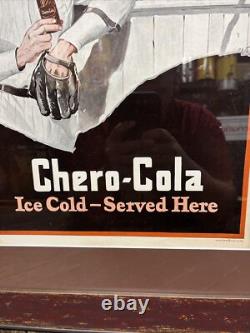 Chero-Cola
Ice Cold – Served Here